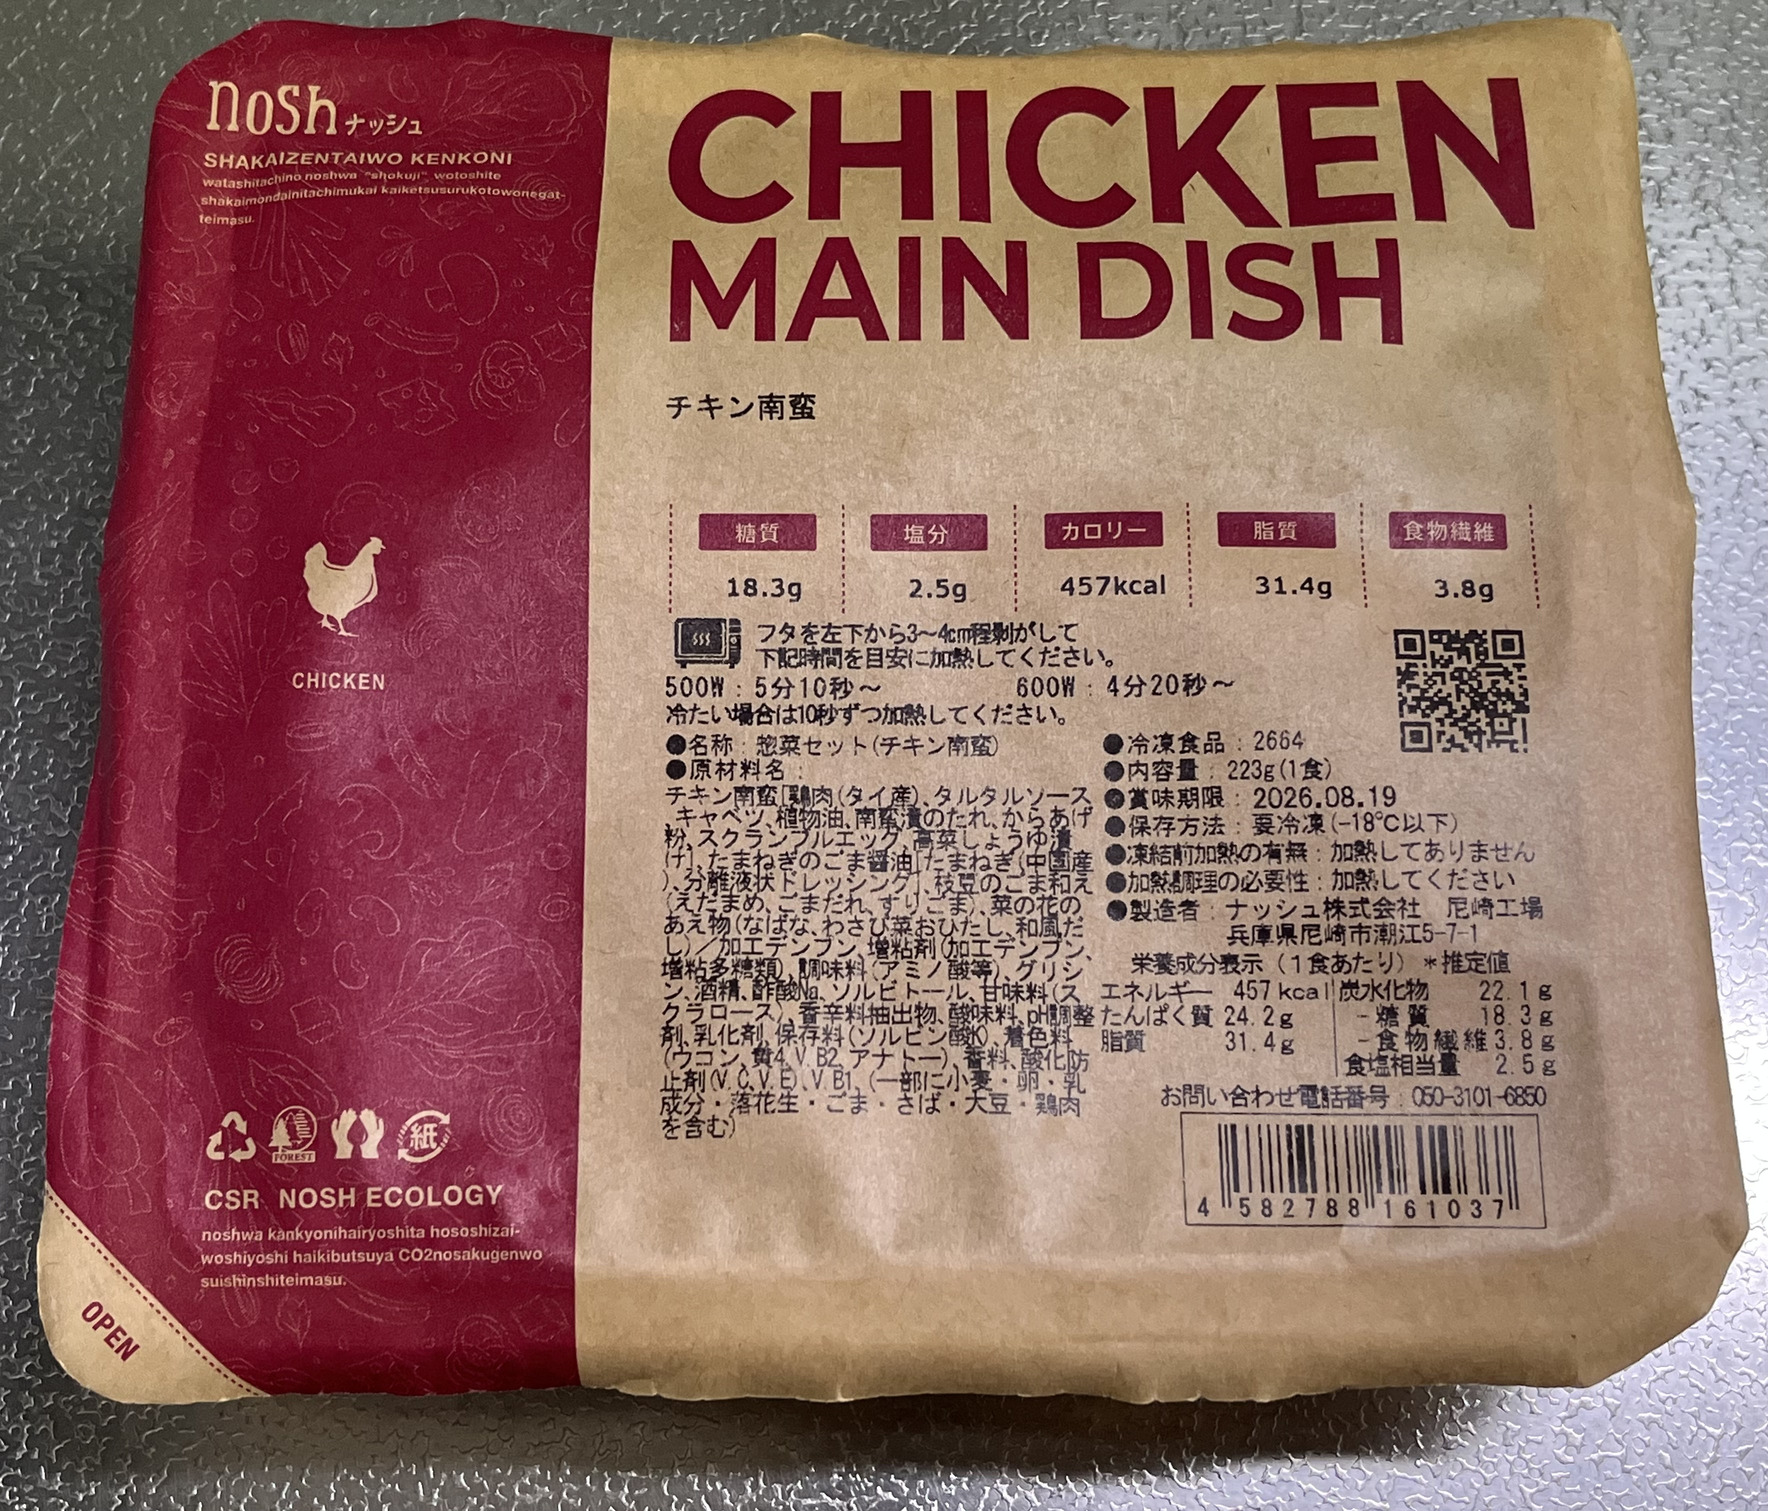 nosh ナッシュ
SHAKAIZENTAIWO KENKONI
watashitachino noshwa "shokuji" wotoshite
shakaimondainitachimukai kaiketsusurukotowonegat-
teimasu.
CHICKEN
CSR NOSH ECOLOGY
FOREST
紙
noshwa kankyonihairyoshita hososhizai-
woshiyoshi haikibutsuya CO2nosakugenwo
suishinshiteimasu.
OPEN
CHICKEN
MAIN DISH
チキン南蛮
糖質 塩分 カロリー 脂質 食物繊維
18.3g 2.5g 457kcal 31.4g 3.8g
フタを左下から3～4cm程剝がして
下記時間を目安に加熱してください。
500W：5分10秒～ 600W：4分20秒～
冷たい場合は10秒ずつ加熱してください。
●名称：惣菜セット(チキン南蛮)
●原材料名：
チキン南蛮[鶏肉(タイ産)、タルタルソース
、キャベツ、植物油、南蛮漬のたれ、からあげ
粉、スクランブルエッグ、高菜しょうゆ漬
け]、たまねぎのごま醤油[たまねぎ(中国産
)、分離液状ドレッシング]、枝豆のごま和え
(えだまめ、ごまだれ、すりごま)、菜の花の
あえ物(なばな、わさび菜おひたし、和風だ
し)／加工デンプン、増粘剤(加工デンプン、
増粘多糖類)、調味料(アミノ酸等)、グリシ
ン、酒精、酢酸Na、ソルビトール、甘味料(ス
クラロース)、香辛料抽出物、酸味料、pH調整
剤、乳化剤、保存料(ソルビン酸K)、着色料
(ウコン、黄4、V.B2、アナトー)、香料、酸化防
止剤(V.C、V.E)、V.B1、(一部に小麦・卵・乳
成分・落花生・ごま・さば・大豆・鶏肉
を含む)
●冷凍食品：2664
●内容量：223g(1食)
●賞味期限：2026.08.19
●保存方法：要冷凍(-18℃以下)
●凍結前加熱の有無：加熱してありません
●加熱調理の必要性：加熱してください
●製造者：ナッシュ株式会社 尼崎工場
兵庫県尼崎市潮江5-7-1
栄養成分表示（1食あたり）＊推定値
エネルギー 457 kcal 炭水化物 22.1g
たんぱく質 24.2g -糖質 18.3g
脂質 31.4g -食物繊維 3.8g
食塩相当量 2.5g
お問い合わせ電話番号：050-3101-6850
4 582788 161037